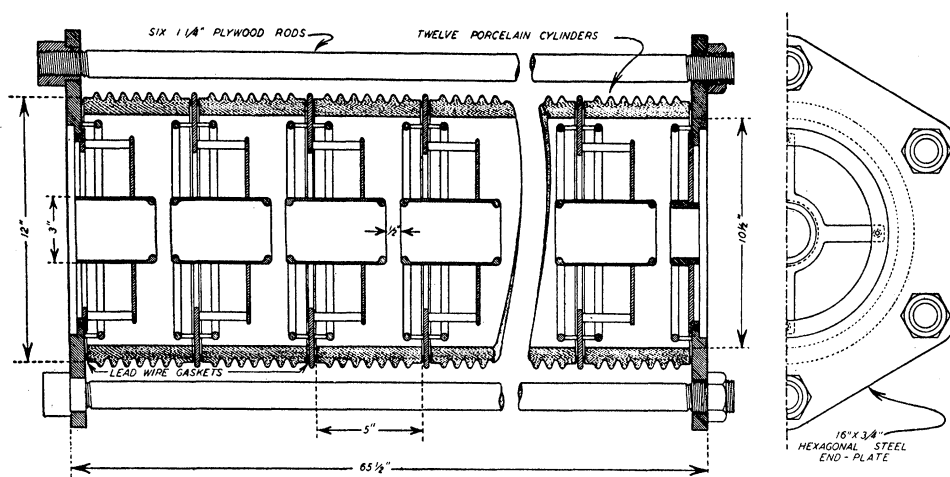 SIX 1 1/4" PLYWOOD RODS
TWELVE PORCELAIN CYLINDERS
12"
3"
1/2"
10 1/2"
LEAD WIRE GASKETS
5"
65 1/2"
16" X 3/4"
HEXAGONAL STEEL
END-PLATE